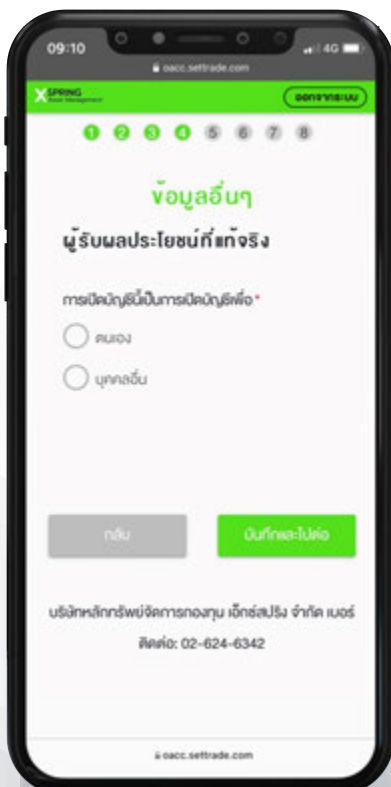 09:10
4G
oacc.settrade.com
XSPRING
Asset Management
ออกจากระบบ
1 2 3 4 5 6 7 8
ข้อมูลอื่นๆ
ผู้รับผลประโยชน์ที่แท้จริง
การเปิดบัญชีนี้เป็นการเปิดบัญชีเพื่อ*
ตนเอง
บุคคลอื่น
กลับ
บันทึกและไปต่อ
บริษัทหลักทรัพย์จัดการกองทุน เอ็กซ์สปริง จำกัด เบอร์
ติดต่อ: 02-624-6342
oacc.settrade.com